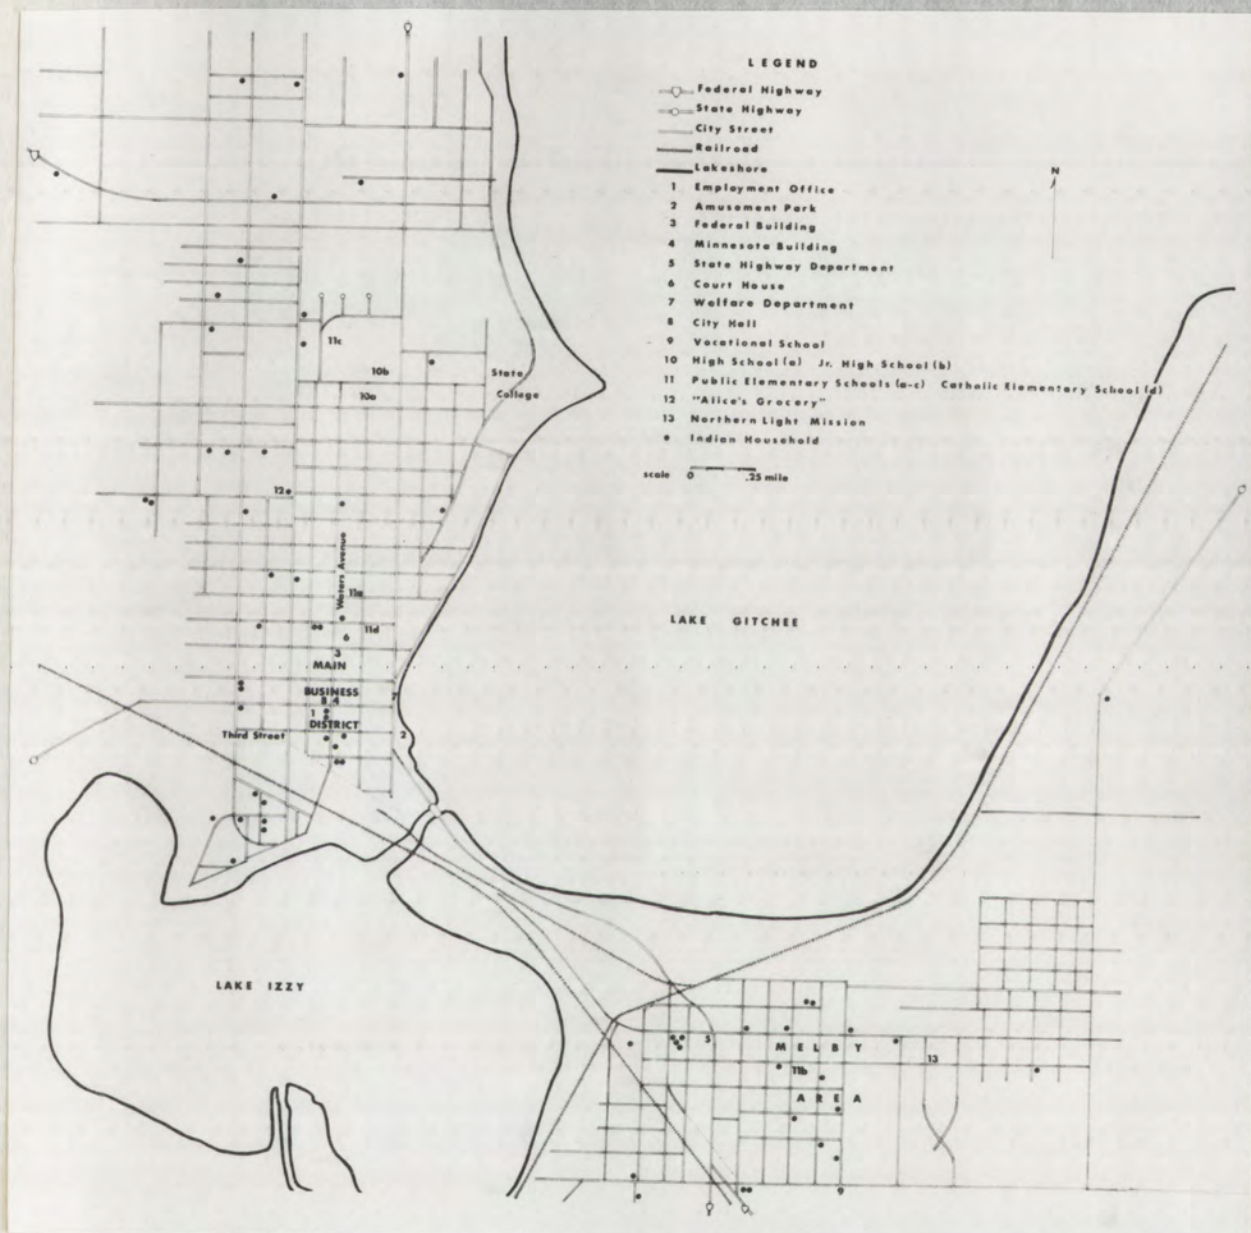 LEGEND
Federal Highway
State Highway
City Street
Railroad
Lakeshore
1 Employment Office
2 Amusement Park
3 Federal Building
4 Minnesota Building
5 State Highway Department
6 Court House
7 Welfare Department
8 City Hall
9 Vocational School
10 High School (a) Jr. High School (b)
11 Public Elementary Schools (a-c) Catholic Elementary School (d)
12 "Alice's Grocery"
13 Northern Light Mission
Indian Household
scale 0 .25 mile
N
11c
10b
10a
State
College
12
Waters Avenue
11a
11d
6
3
MAIN
BUSINESS
7
8 4
1
DISTRICT
Third Street
2
LAKE GITCHEE
LAKE IZZY
5
MELBY
13
11b
AREA
9